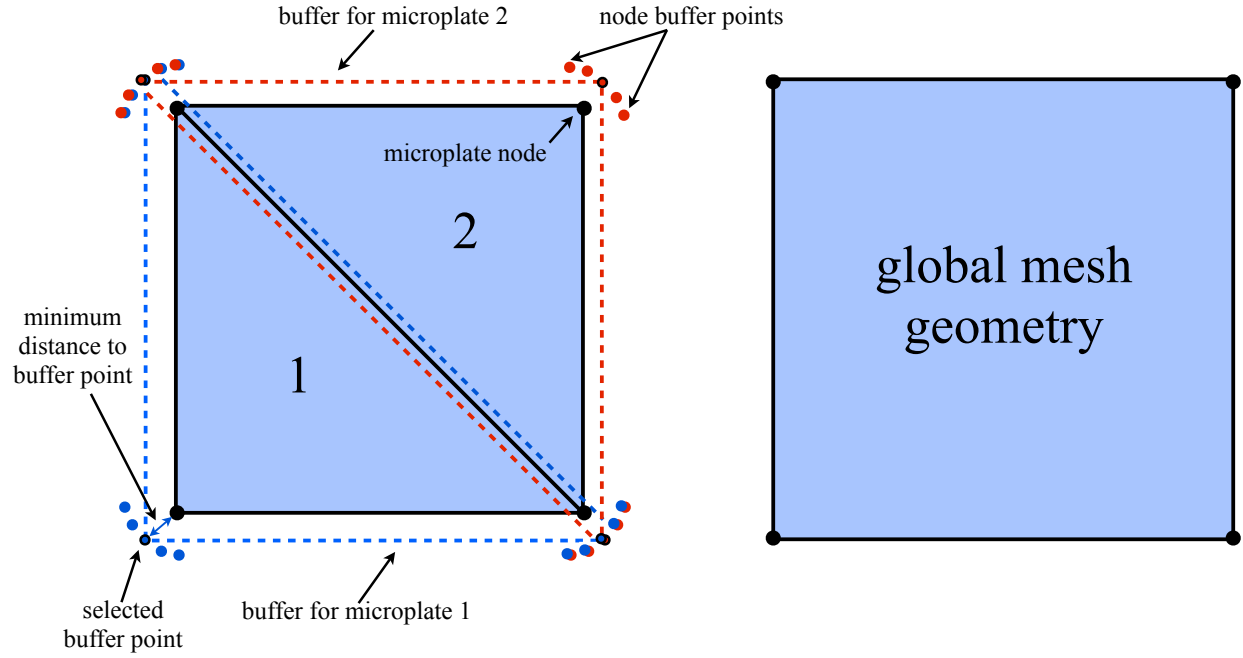 buffer for microplate 2
node buffer points
microplate node
2
global mesh
geometry
minimum
distance to
buffer point
1
selected
buffer point
buffer for microplate 1